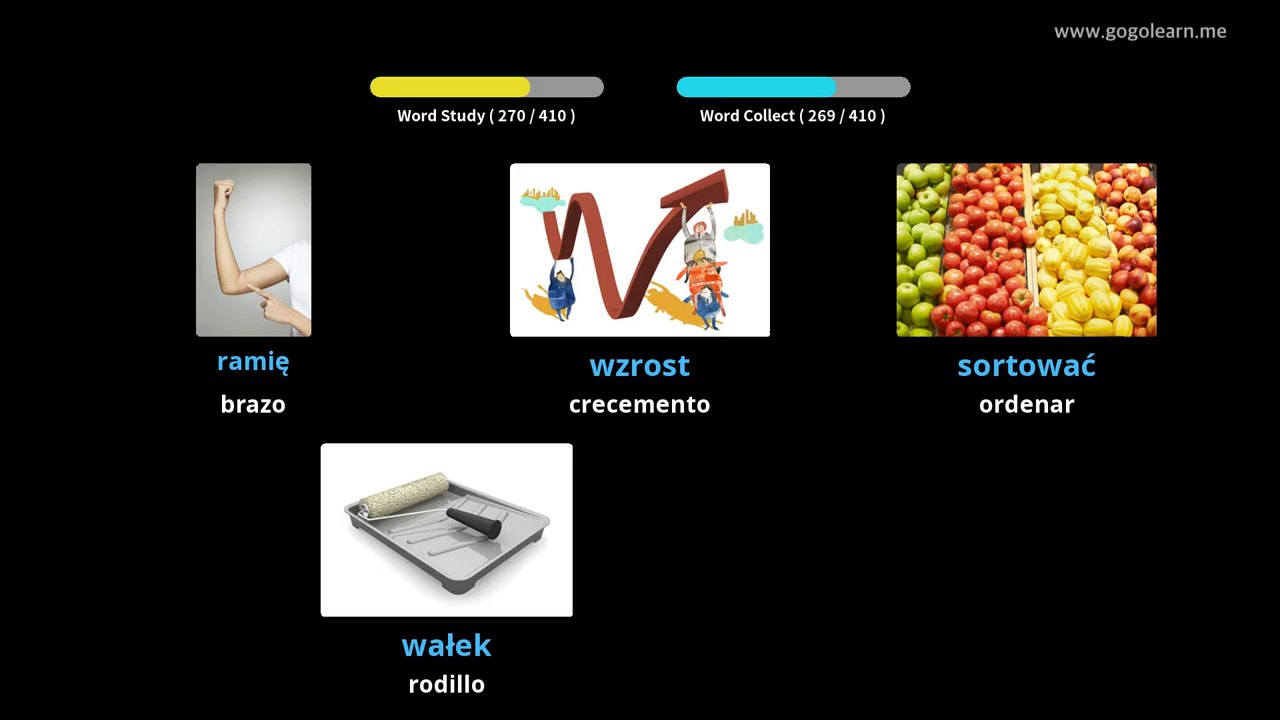 www.gogolearn.me
Word Study ( 270 / 410 )
Word Collect ( 269 / 410 )
ramię
wzrost
sortować
brazo
crecemento
ordenar
wałek
rodillo